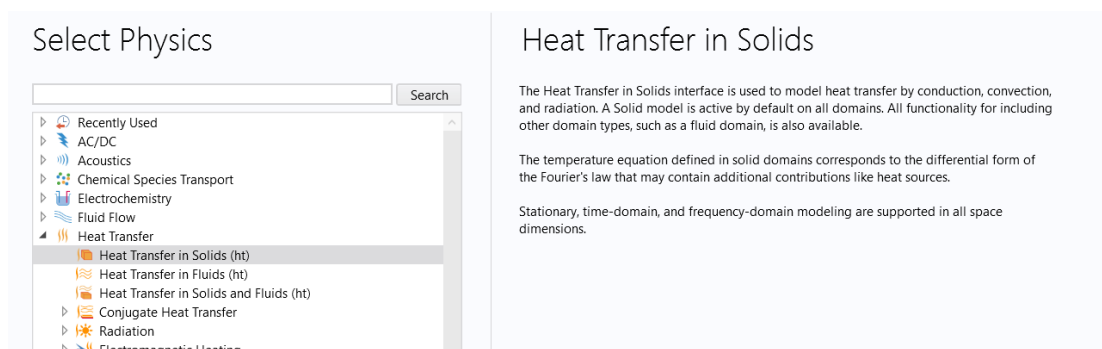 Select Physics
Search
Recently Used
AC/DC
Acoustics
Chemical Species Transport
Electrochemistry
Fluid Flow
Heat Transfer
Heat Transfer in Solids (ht)
Heat Transfer in Fluids (ht)
Heat Transfer in Solids and Fluids (ht)
Conjugate Heat Transfer
Radiation
Electromagnetic Heating
Heat Transfer in Solids
The Heat Transfer in Solids interface is used to model heat transfer by conduction, convection,
and radiation. A Solid model is active by default on all domains. All functionality for including
other domain types, such as a fluid domain, is also available.
The temperature equation defined in solid domains corresponds to the differential form of
the Fourier's law that may contain additional contributions like heat sources.
Stationary, time-domain, and frequency-domain modeling are supported in all space
dimensions.